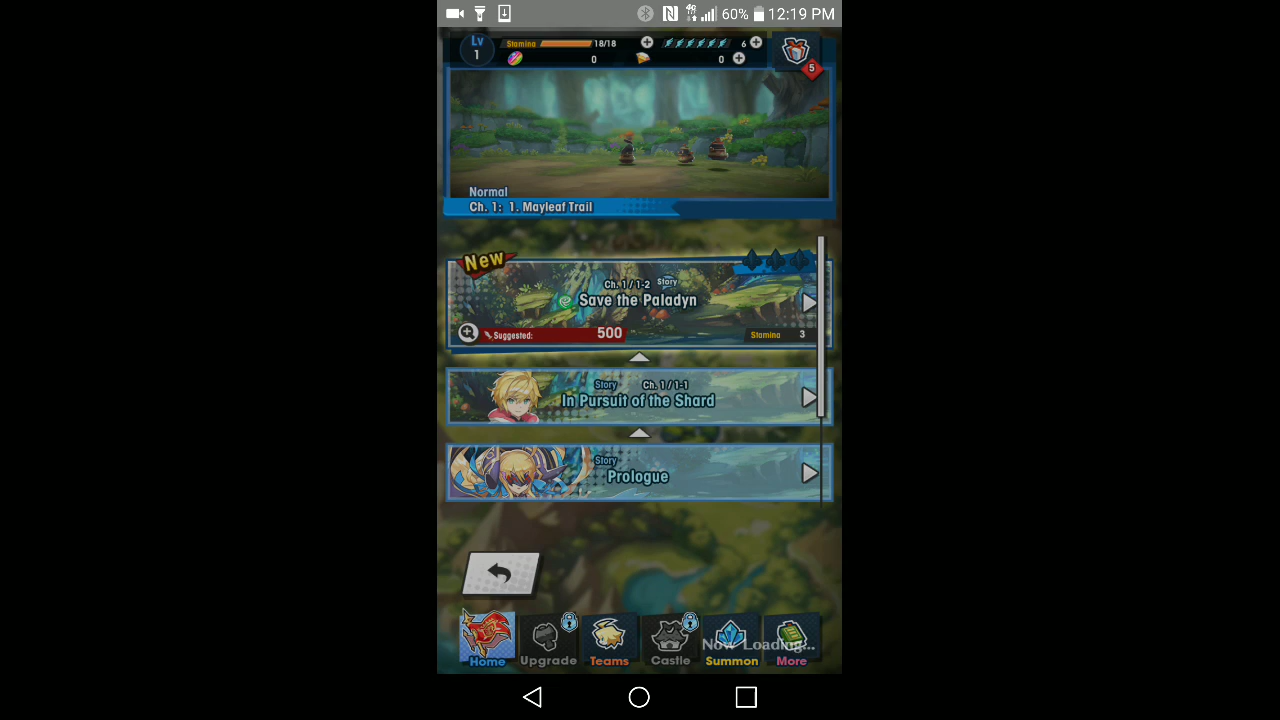 4G 60% 12:19 PM
Lv
1
Stamina 18/18 6
0 0
5
Normal
Ch. 1: 1. Mayleaf Trail
New
Ch. 1 / 1-2 Story
Save the Paladyn
Suggested: 500 Stamina 3
Story Ch. 1 / 1-1
In Pursuit of the Shard
Story
Prologue
Now Loading...
Home Upgrade Teams Castle Summon More